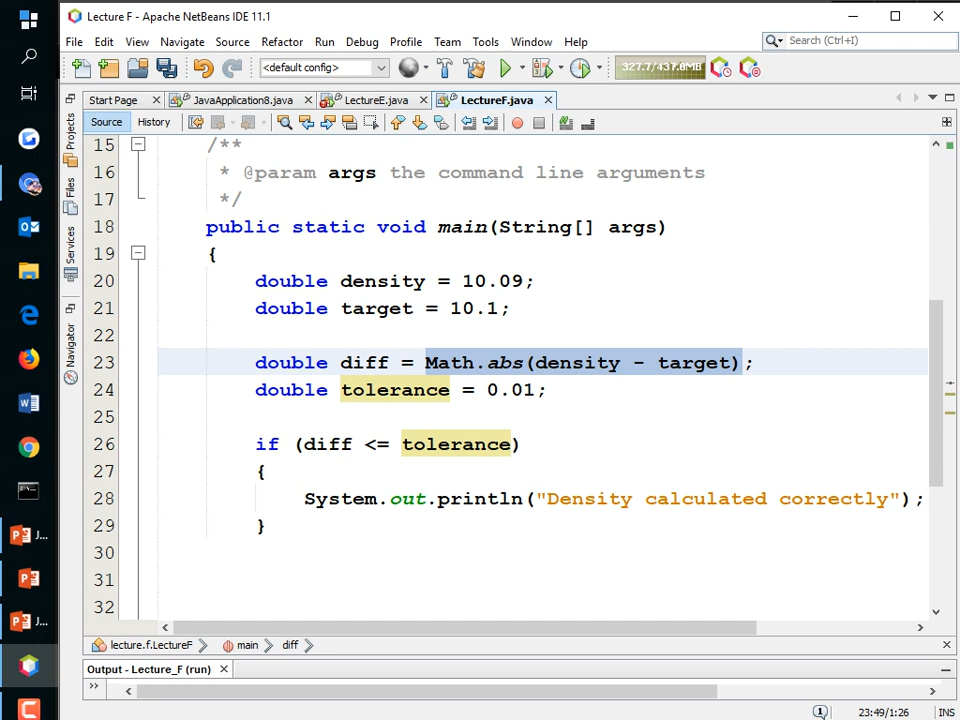 Lecture F - Apache NetBeans IDE 11.1
File Edit View Navigate Source Refactor Run Debug Profile Team Tools Window Help
Search (Ctrl+I)
<default config>
327.7/437.0MB
Start Page JavaApplication8.java LectureE.java LectureF.java
Source History
Projects
Files
Services
Navigator
15 /**
16 * @param args the command line arguments
17 */
18 public static void main(String[] args)
19 {
20 double density = 10.09;
21 double target = 10.1;
22
23 double diff = Math.abs(density - target);
24 double tolerance = 0.01;
25
26 if (diff <= tolerance)
27 {
28 System.out.println("Density calculated correctly");
29 }
30
31
32
lecture.f.LectureF main diff
Output - Lecture_F (run)
J...
J...
1 23:49/1:26 INS